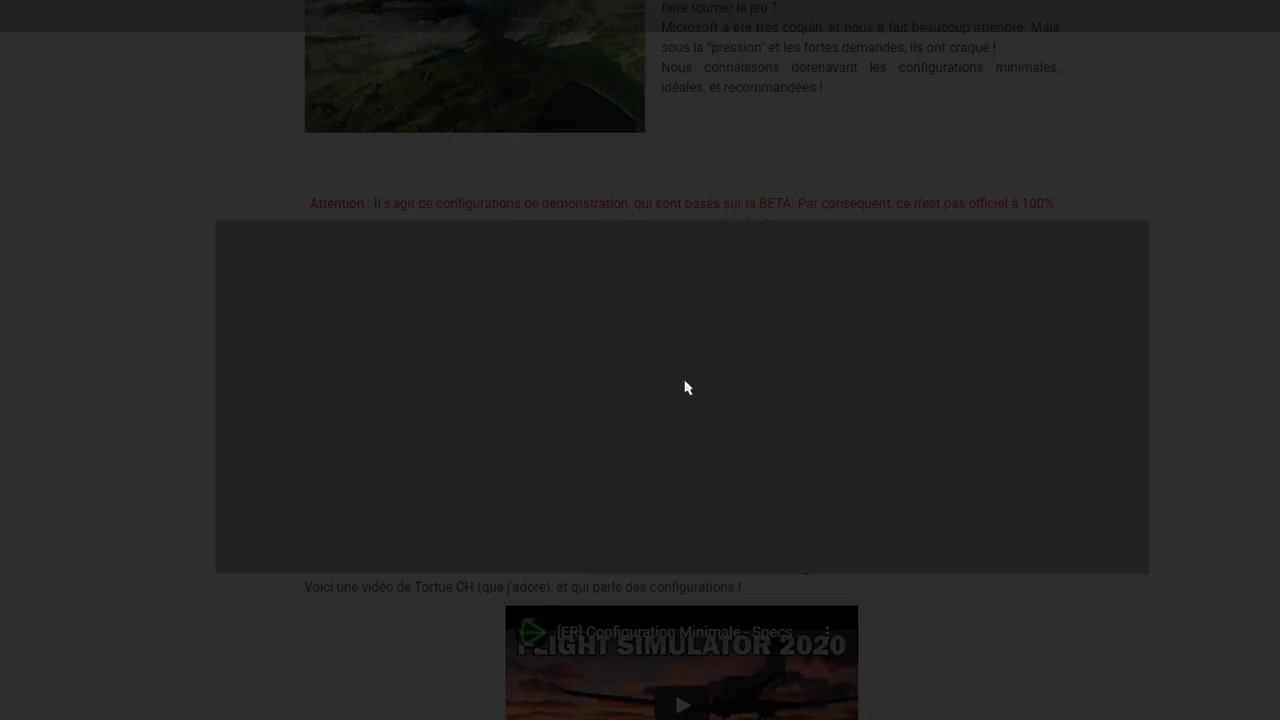 faire tourner le jeu ?
Microsoft a été très coquin, et nous a fait beaucoup attendre. Mais
sous la "pression" et les fortes demandes, ils ont craqué !
Nous connaissons dorénavant les configurations minimales,
idéales, et recommandées !
Attention : Il s'agit de configurations de démonstration, qui sont basés sur la BETA. Par conséquent, ce n'est pas officiel à 100%
Voici une vidéo de Tortue CH (que j'adore), et qui parle des configurations !
[FR] Configuration Minimale - Specs
FLIGHT SIMULATOR 2020